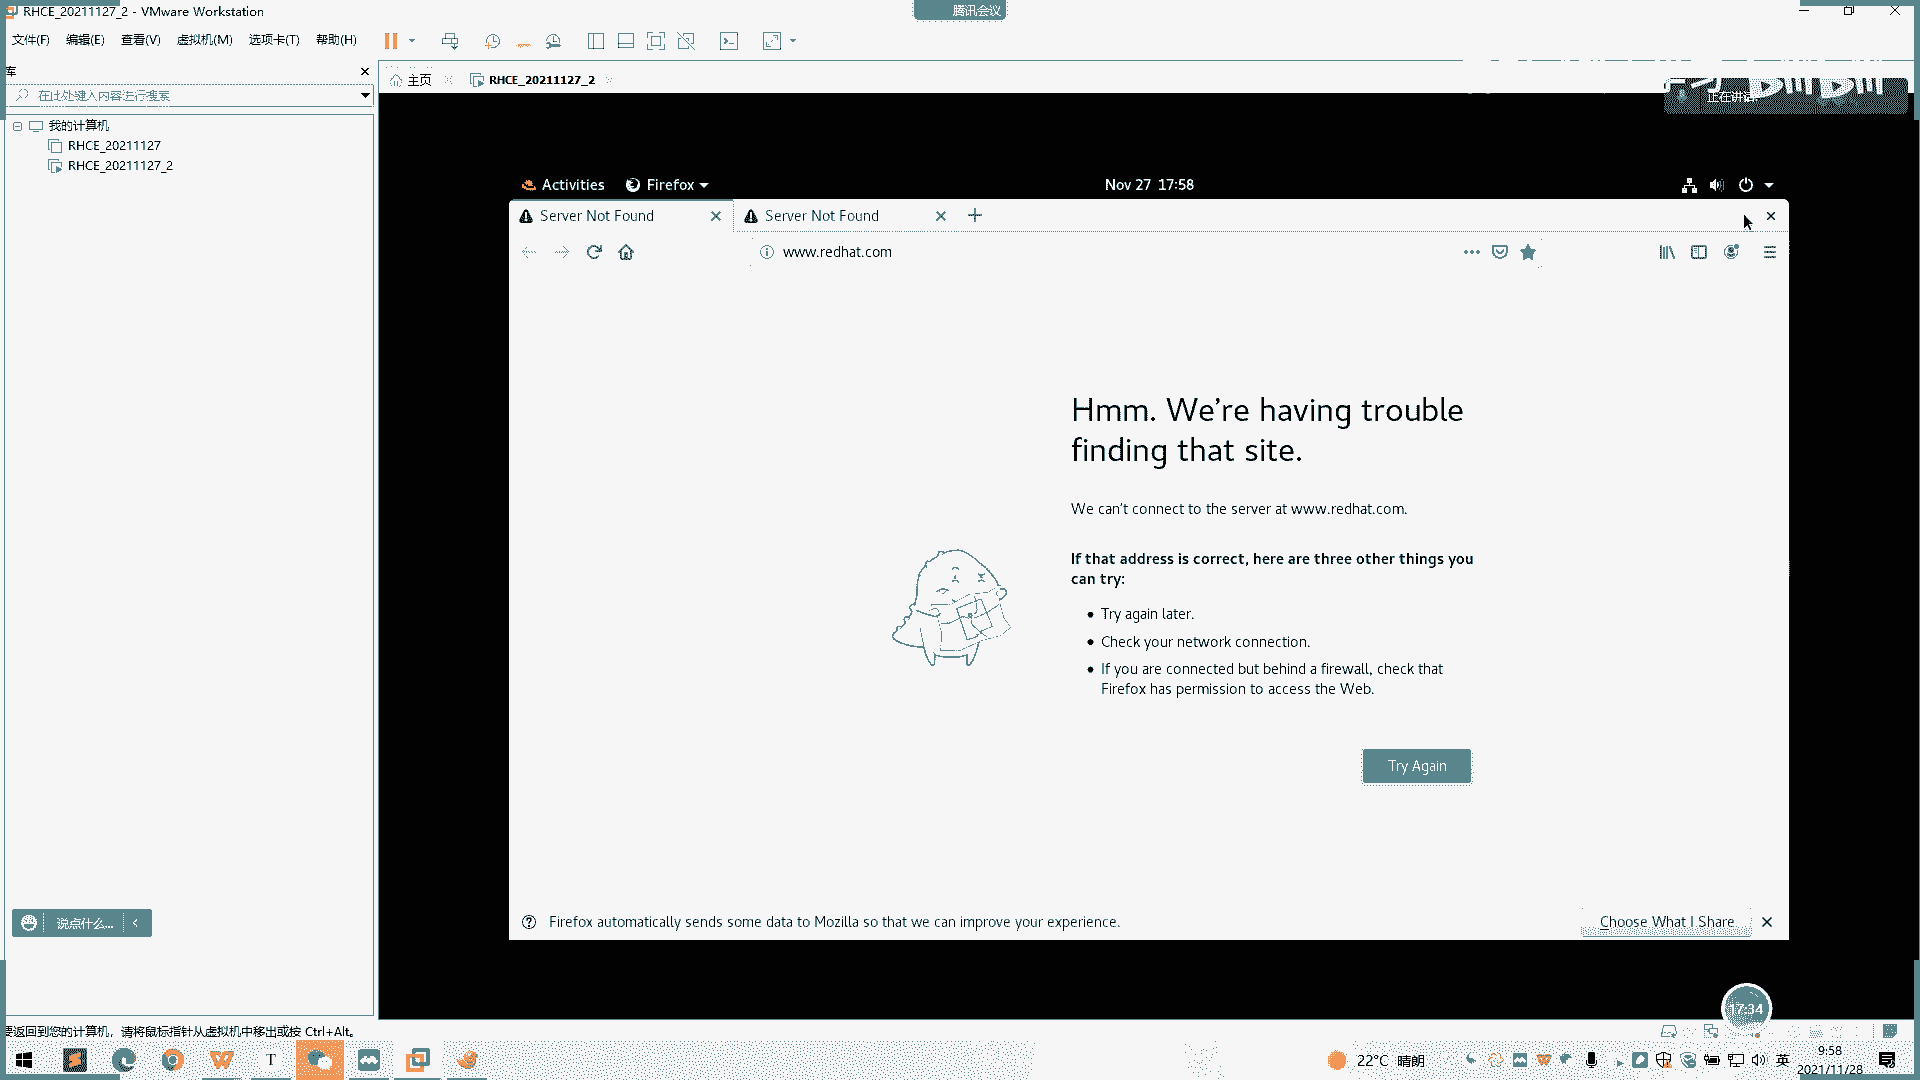 RHCE_20211127_2 - VMware Workstation
腾讯会议
文件(F) 编辑(E) 查看(V) 虚拟机(M) 选项卡(T) 帮助(H)
库
主页 RHCE_20211127_2
在此处键入内容进行搜索
正在讲话:
我的计算机
RHCE_20211127
RHCE_20211127_2
Activities Firefox Nov 27 17:58
Server Not Found Server Not Found
www.redhat.com
Hmm. We're having trouble
finding that site.
We can't connect to the server at www.redhat.com.
If that address is correct, here are three other things you
can try:
Try again later.
Check your network connection.
If you are connected but behind a firewall, check that
Firefox has permission to access the Web.
Try Again
Firefox automatically sends some data to Mozilla so that we can improve your experience.
Choose What I Share
说点什么...
17:34
要返回到您的计算机，请将鼠标指针从虚拟机中移出或按 Ctrl+Alt。
22°C 晴朗
英
9:58
2021/11/28